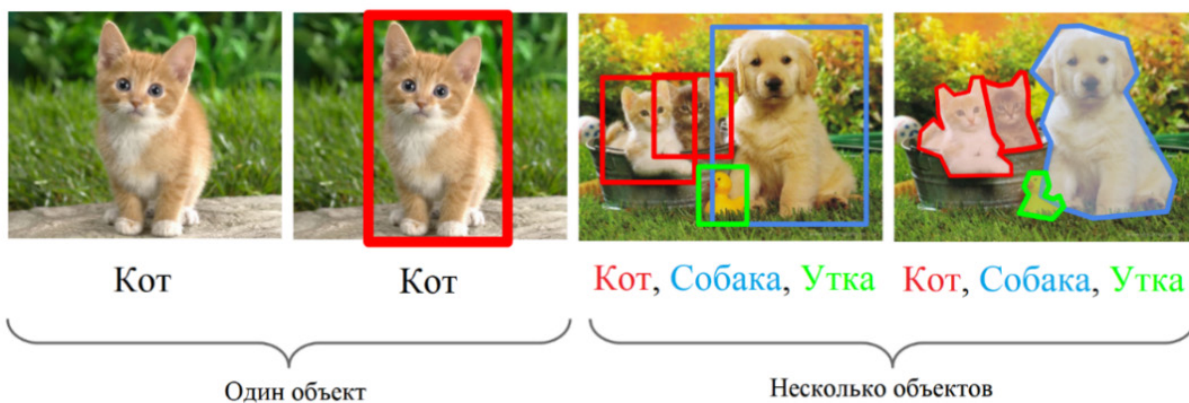 Кот
Кот
Кот, Собака, Утка
Кот, Собака, Утка
Один объект
Несколько объектов